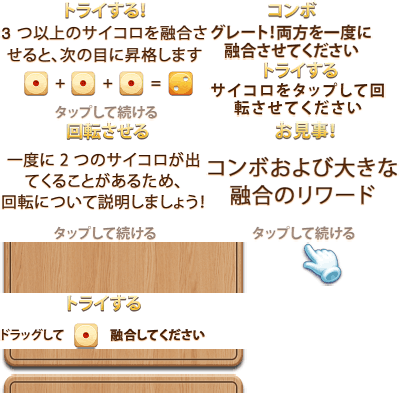 トライする!
3 つ以上のサイコロを融合さ
せると、次の目に昇格します
+ + =
タップして続ける
コンボ
グレート!両方を一度に
融合させてください
トライする
サイコロをタップして回
転させてください
回転させる
一度に 2 つのサイコロが出
てくることがあるため、
回転について説明しましょう!
タップして続ける
お見事!
コンボおよび大きな
融合のリワード
タップして続ける
トライする
ドラッグして 融合してください